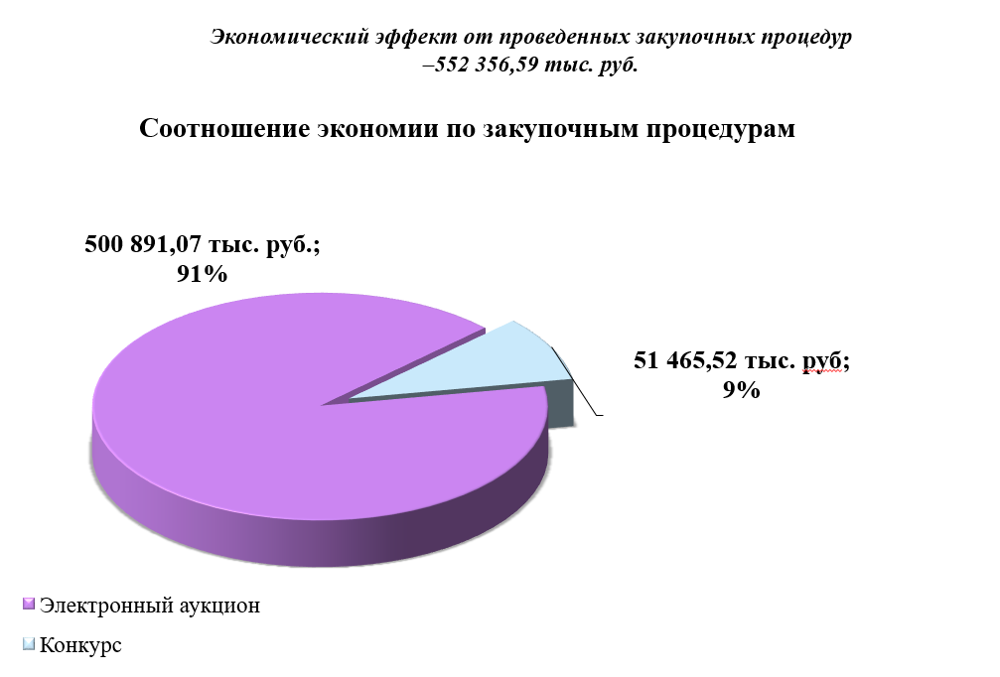 Экономический эффект от проведенных закупочных процедур
–552 356,59 тыс. руб.
Соотношение экономии по закупочным процедурам
500 891,07 тыс. руб.;
91%
51 465,52 тыс. руб;
9%
Электронный аукцион
Конкурс